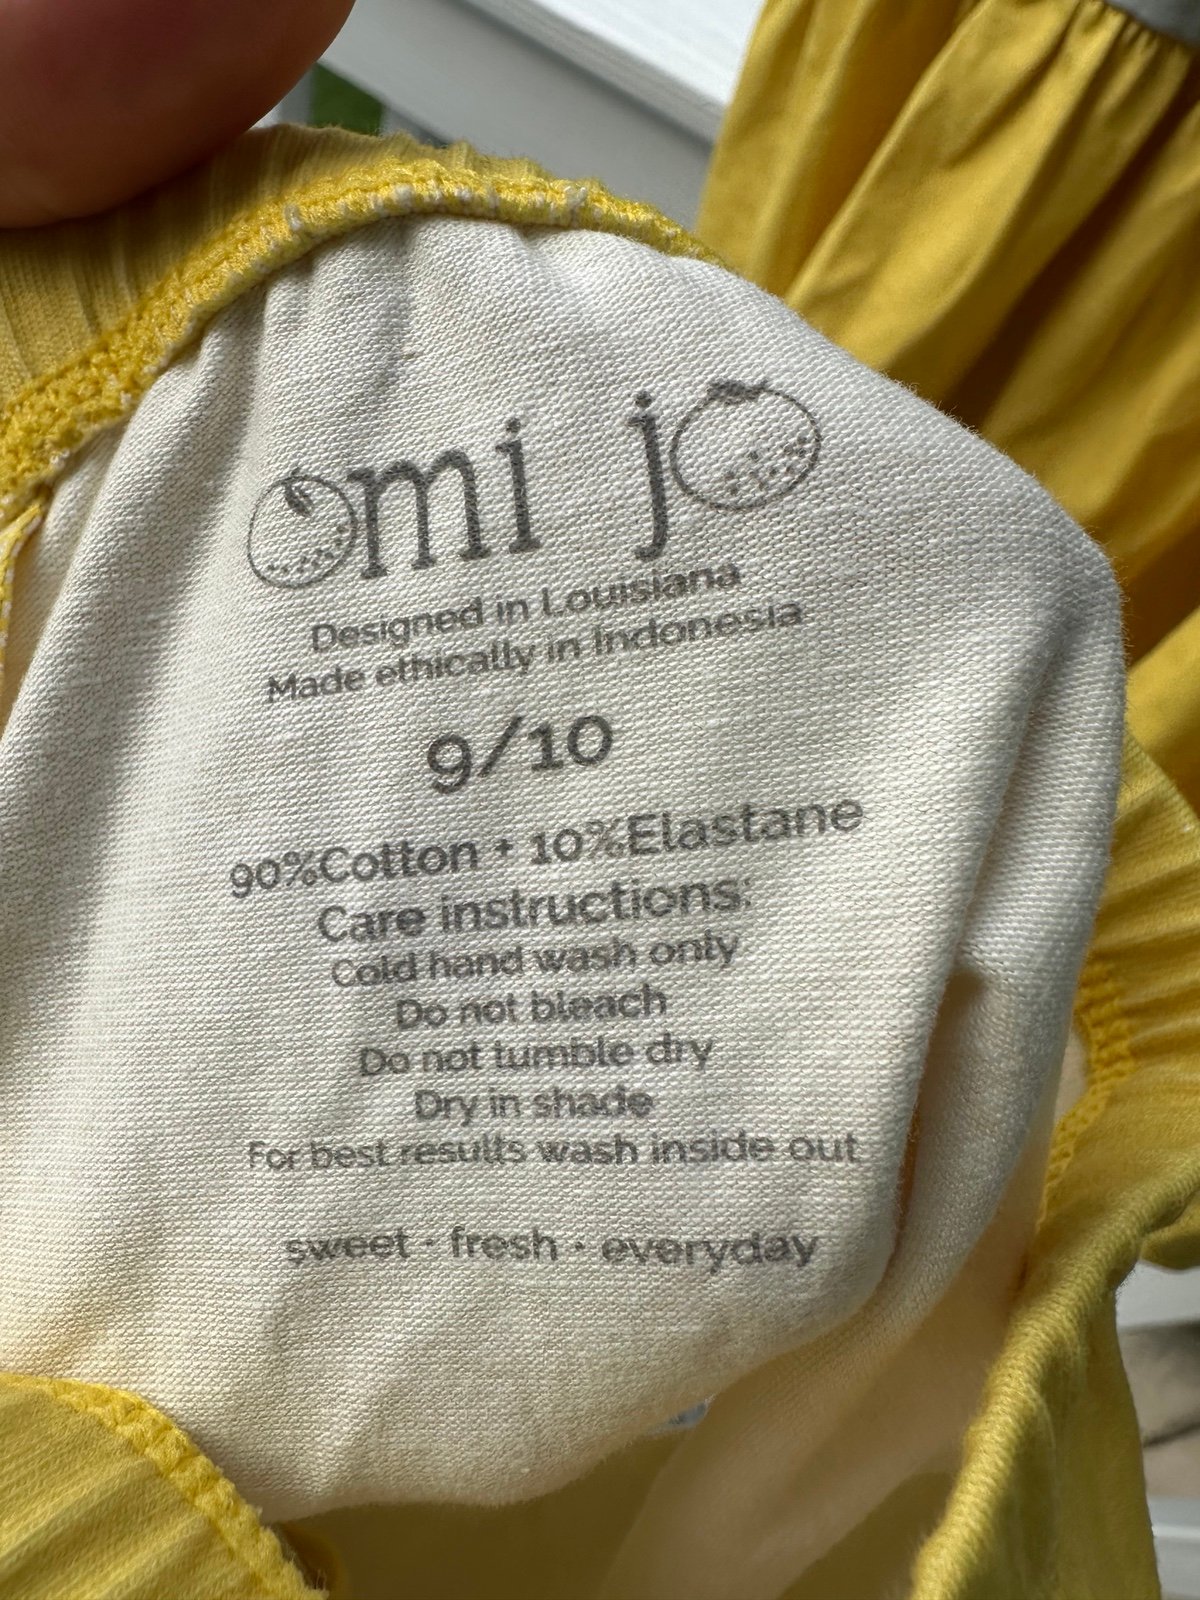 omi jo
Designed in Louisiana
Made ethically in Indonesia
9/10
90%Cotton + 10%Elastane
Care instructions:
Cold hand wash only
Do not bleach
Do not tumble dry
Dry in shade
For best results wash inside out
sweet · fresh · everyday